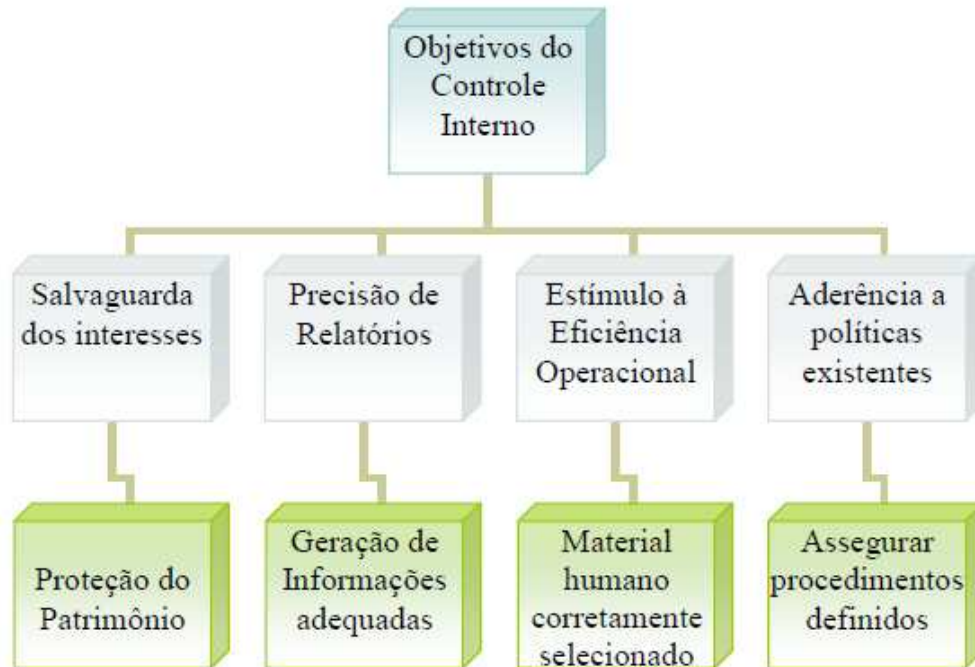 Objetivos do
Controle
Interno
Salvaguarda
dos interesses
Precisão de
Relatórios
Estímulo à
Eficiência
Operacional
Aderência a
políticas
existentes
Proteção do
Patrimônio
Geração de
Informações
adequadas
Material
humano
corretamente
selecionado
Assegurar
procedimentos
definidos